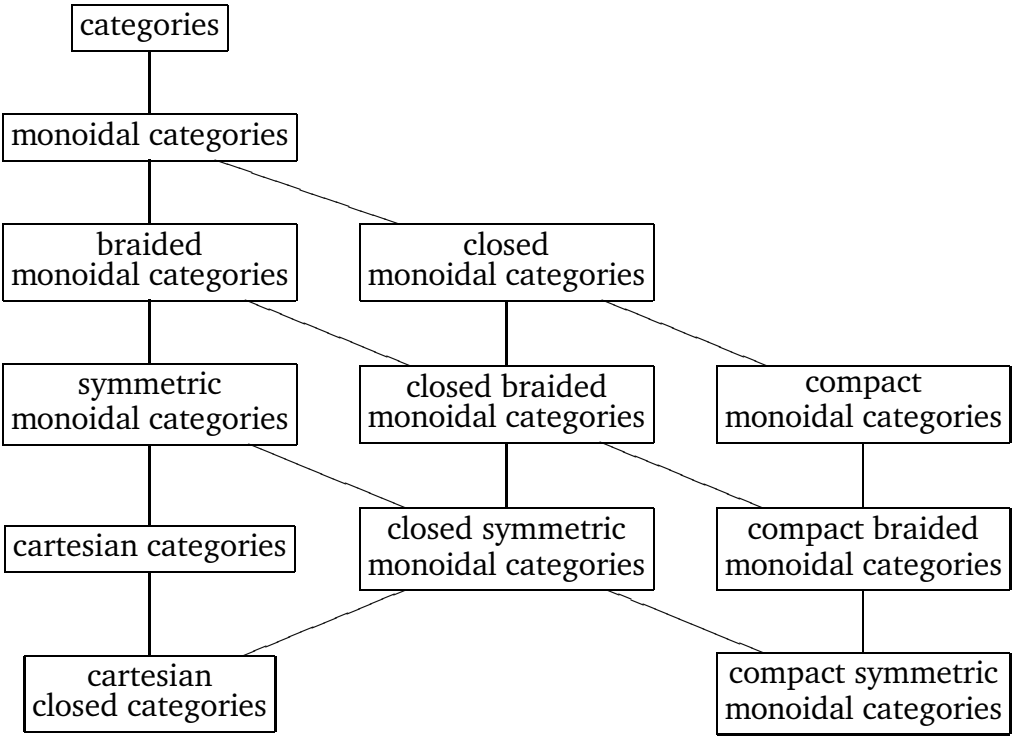 categories
monoidal categories
braided
monoidal categories
closed
monoidal categories
symmetric
monoidal categories
closed braided
monoidal categories
compact
monoidal categories
cartesian categories
closed symmetric
monoidal categories
compact braided
monoidal categories
cartesian
closed categories
compact symmetric
monoidal categories